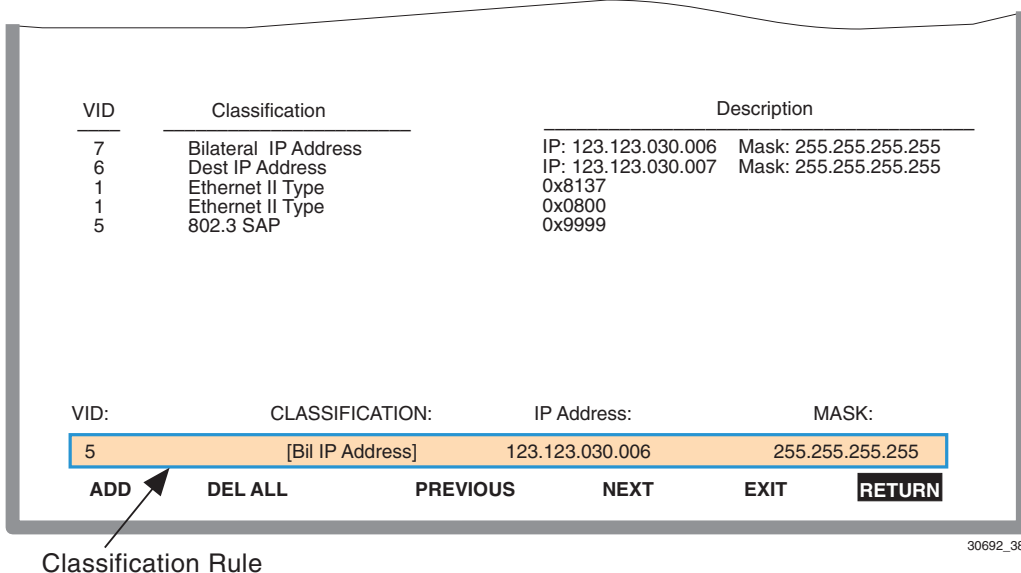 VID Classification Description
7 Bilateral IP Address IP: 123.123.030.006 Mask: 255.255.255.255
6 Dest IP Address IP: 123.123.030.007 Mask: 255.255.255.255
1 Ethernet II Type 0x8137
1 Ethernet II Type 0x0800
5 802.3 SAP 0x9999
VID: CLASSIFICATION: IP Address: MASK:
5 [Bil IP Address] 123.123.030.006 255.255.255.255
ADD DEL ALL PREVIOUS NEXT EXIT RETURN
30692_38
Classification Rule